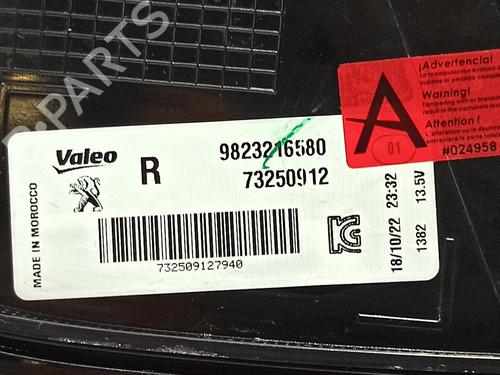 B-PARTS
¡Advertencia!
Warning!
Attention !
#024958
A
01
Valeo
R
9823216580
73250912
MADE IN MOROCCO
732509127940
18/10/22 23:32
1382 13.5V